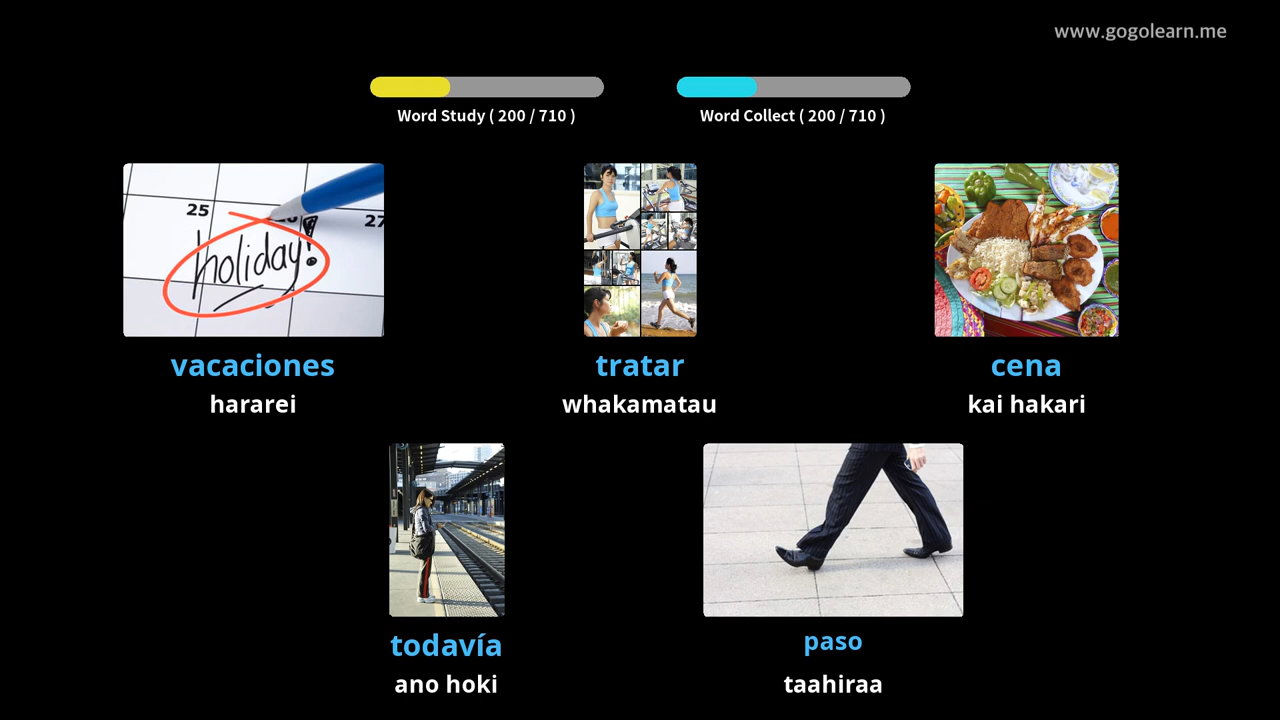 www.gogolearn.me
Word Study ( 200 / 710 )
Word Collect ( 200 / 710 )
25
27
holiday!
vacaciones
tratar
cena
hararei
whakamatau
kai hakari
todavía
paso
ano hoki
taahiraa